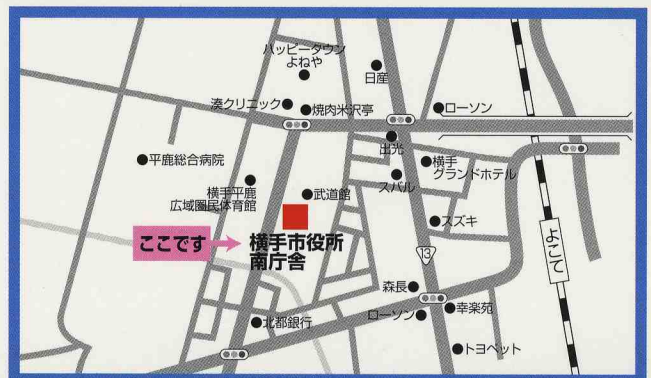 ハッピータウン
よねや
日産
湊クリニック
焼肉米沢亭
ローソン
出光
平鹿総合病院
横手
グランドホテル
スバル
横手平鹿
広域圏民体育館
武道館
スズキ
ここです
横手市役所
南庁舎
よこて
13
森長
ローソン
幸楽苑
北都銀行
トヨペット